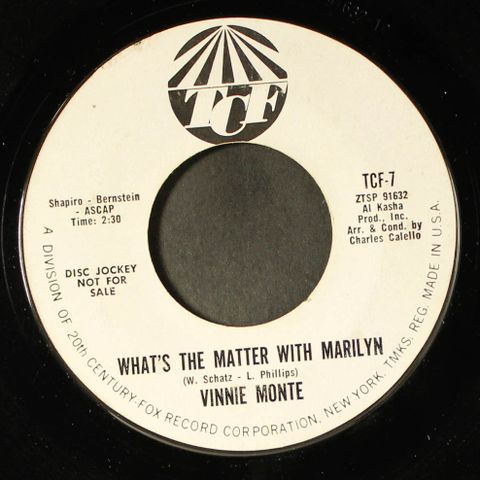 TCF
TCF-7
ZTSP 91632
Al Kasha
Prod., Inc.
Arr. & Cond. by
Charles Calello
Shapiro - Bernstein
- ASCAP
Time: 2:30
DISC JOCKEY
NOT FOR
SALE
WHAT'S THE MATTER WITH MARILYN
(W. Schatz - L. Phillips)
VINNIE MONTE
A DIVISION OF 20th CENTURY-FOX RECORD CORPORATION, NEW YORK, TMKS. REG. MADE IN U.S.A.